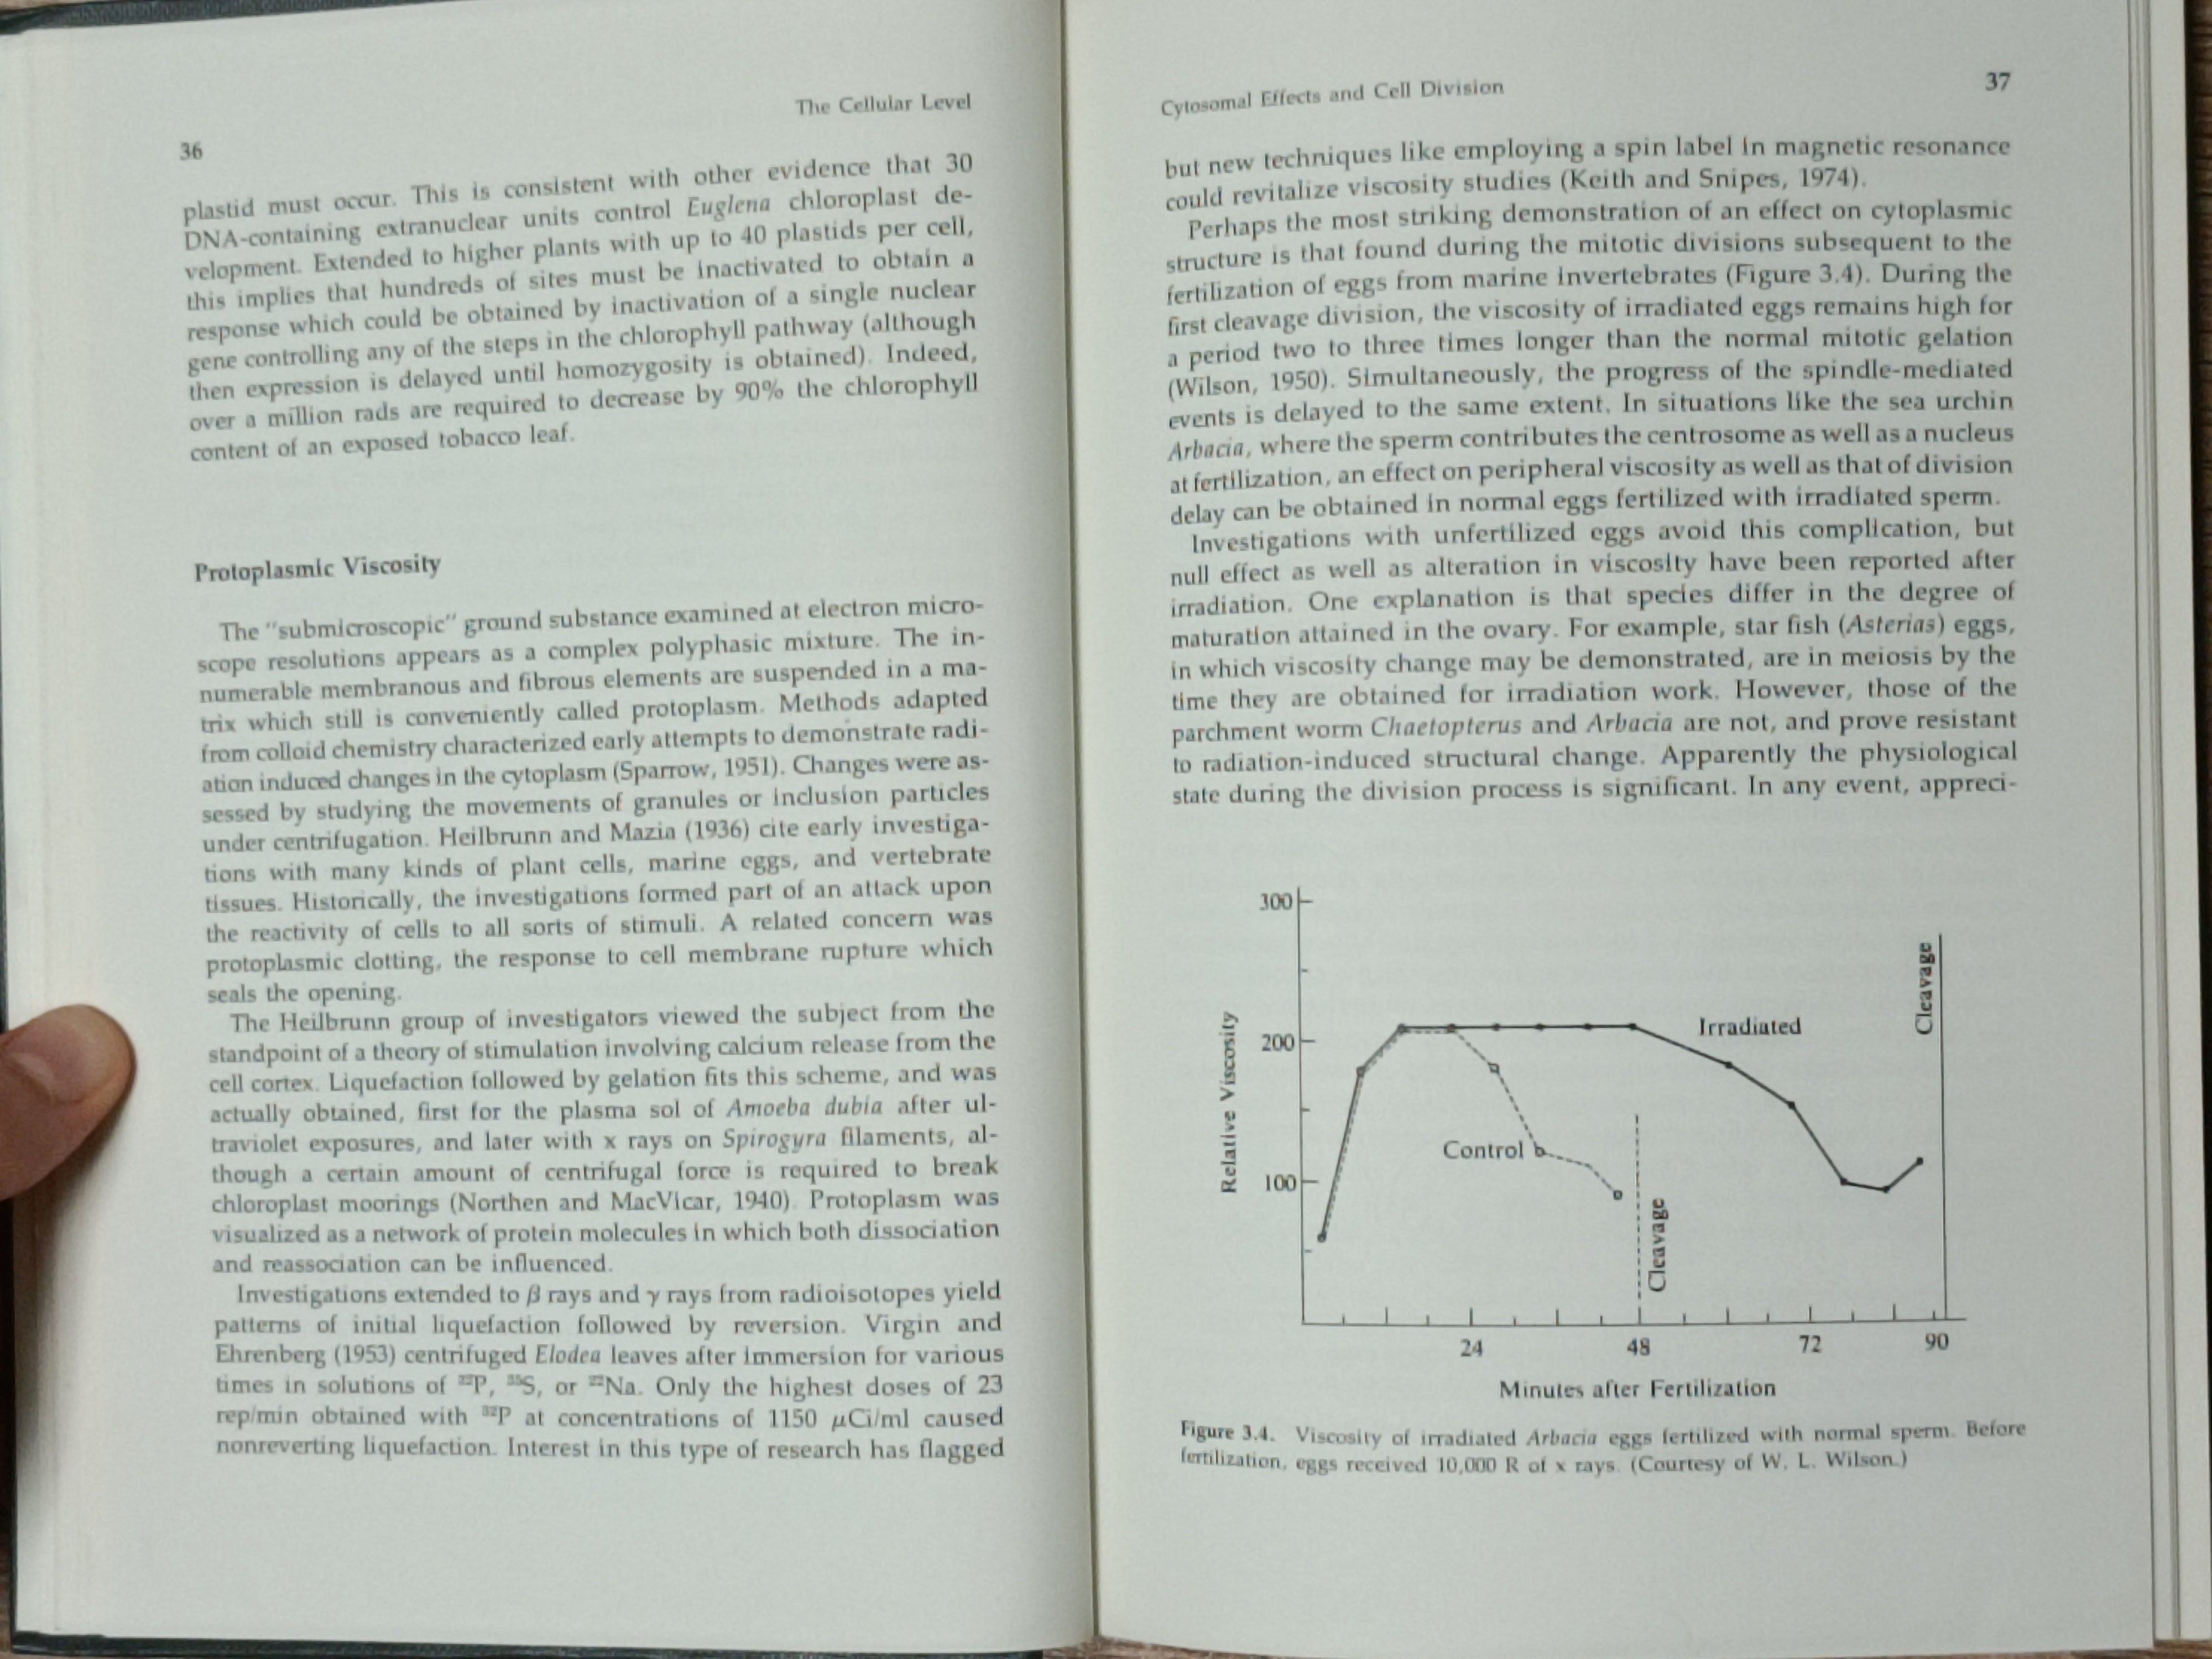 The Cellular Level
36
plastid must occur. This is consistent with other evidence that 30
DNA-containing extranuclear units control Euglena chloroplast de-
velopment. Extended to higher plants with up to 40 plastids per cell,
this implies that hundreds of sites must be inactivated to obtain a
response which could be obtained by inactivation of a single nuclear
gene controlling any of the steps in the chlorophyll pathway (although
then expression is delayed until homozygosity is obtained). Indeed,
over a million rads are required to decrease by 90% the chlorophyll
content of an exposed tobacco leaf.
Protoplasmic Viscosity
The "submicroscopic" ground substance examined at electron micro-
scope resolutions appears as a complex polyphasic mixture. The in-
numerable membranous and fibrous elements are suspended in a ma-
trix which still is conveniently called protoplasm. Methods adapted
from colloid chemistry characterized early attempts to demonstrate radi-
ation induced changes in the cytoplasm (Sparrow, 1951). Changes were as-
sessed by studying the movements of granules or inclusion particles
under centrifugation. Heilbrunn and Mazia (1936) cite early investiga-
tions with many kinds of plant cells, marine eggs, and vertebrate
tissues. Historically, the investigations formed part of an attack upon
the reactivity of cells to all sorts of stimuli. A related concern was
protoplasmic clotting, the response to cell membrane rupture which
seals the opening.
The Heilbrunn group of investigators viewed the subject from the
standpoint of a theory of stimulation involving calcium release from the
cell cortex. Liquefaction followed by gelation fits this scheme, and was
actually obtained, first for the plasma sol of Amoeba dubia after ul-
traviolet exposures, and later with x rays on Spirogyra filaments, al-
though a certain amount of centrifugal force is required to break
chloroplast moorings (Northen and MacVicar, 1940). Protoplasm was
visualized as a network of protein molecules in which both dissociation
and reassociation can be influenced.
Investigations extended to β rays and γ rays from radioisotopes yield
patterns of initial liquefaction followed by reversion. Virgin and
Ehrenberg (1953) centrifuged Elodea leaves after immersion for various
times in solutions of ³²P, ³⁵S, or ²²Na. Only the highest doses of 23
rep/min obtained with ³²P at concentrations of 1150 μCi/ml caused
nonreverting liquefaction. Interest in this type of research has flagged
Cytosomal Effects and Cell Division
37
but new techniques like employing a spin label in magnetic resonance
could revitalize viscosity studies (Keith and Snipes, 1974).
Perhaps the most striking demonstration of an effect on cytoplasmic
structure is that found during the mitotic divisions subsequent to the
fertilization of eggs from marine invertebrates (Figure 3.4). During the
first cleavage division, the viscosity of irradiated eggs remains high for
a period two to three times longer than the normal mitotic gelation
(Wilson, 1950). Simultaneously, the progress of the spindle-mediated
events is delayed to the same extent. In situations like the sea urchin
Arbacia, where the sperm contributes the centrosome as well as a nucleus
at fertilization, an effect on peripheral viscosity as well as that of division
delay can be obtained in normal eggs fertilized with irradiated sperm.
Investigations with unfertilized eggs avoid this complication, but
null effect as well as alteration in viscosity have been reported after
irradiation. One explanation is that species differ in the degree of
maturation attained in the ovary. For example, star fish (Asterias) eggs,
in which viscosity change may be demonstrated, are in meiosis by the
time they are obtained for irradiation work. However, those of the
parchment worm Chaetopterus and Arbacia are not, and prove resistant
to radiation-induced structural change. Apparently the physiological
state during the division process is significant. In any event, appreci-
300
200
100
Relative Viscosity
Irradiated
Control
Cleavage
Cleavage
24 48 72 90
Minutes after Fertilization
Figure 3.4. Viscosity of irradiated Arbacia eggs fertilized with normal sperm. Before
fertilization, eggs received 10,000 R of x rays. (Courtesy of W. L. Wilson.)